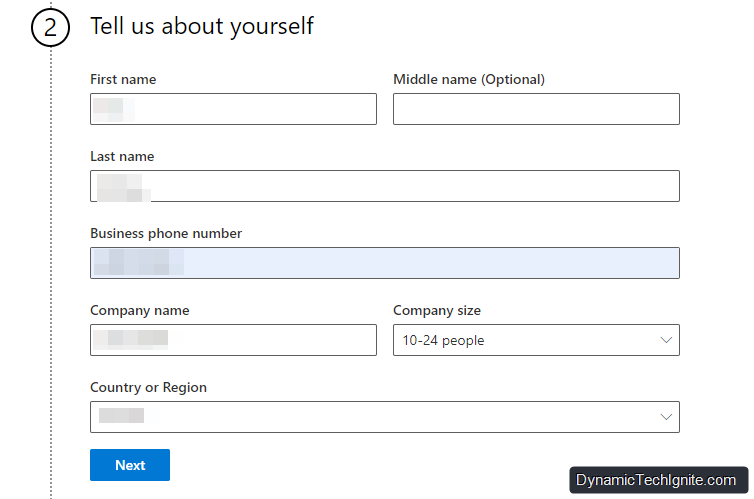 2 Tell us about yourself
First name Middle name (Optional)
Last name
Business phone number
Company name Company size
10-24 people
Country or Region
Next
DynamicTechIgnite.com